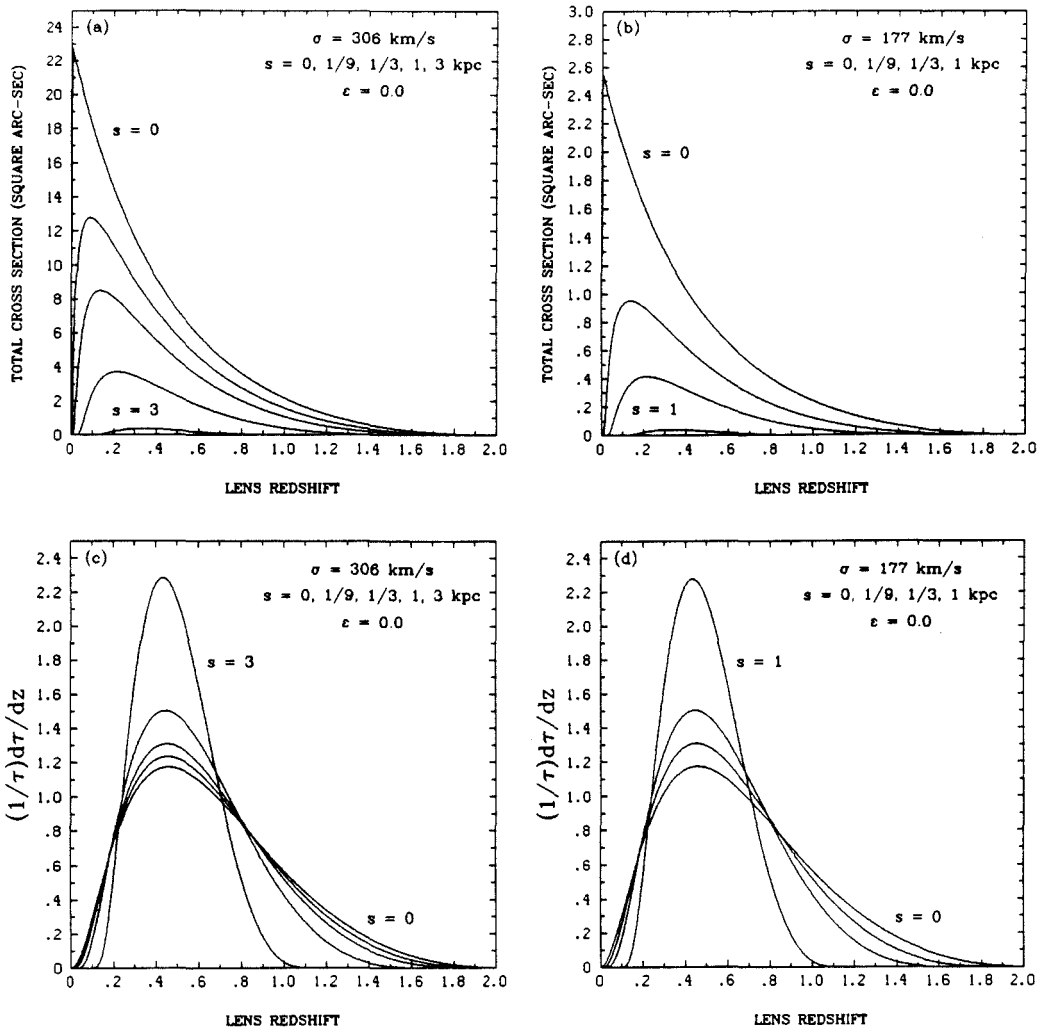 (a)
σ = 306 km/s
s = 0, 1/9, 1/3, 1, 3 kpc
ε = 0.0
s = 0
s = 3
TOTAL CROSS SECTION (SQUARE ARC-SEC)
24
22
20
18
16
14
12
10
8
6
4
2
0
0 .2 .4 .6 .8 1.0 1.2 1.4 1.6 1.8 2.0
LENS REDSHIFT
(b)
σ = 177 km/s
s = 0, 1/9, 1/3, 1 kpc
ε = 0.0
s = 0
s = 1
TOTAL CROSS SECTION (SQUARE ARC-SEC)
3.0
2.8
2.6
2.4
2.2
2.0
1.8
1.6
1.4
1.2
1.0
.8
.6
.4
.2
0
0 .2 .4 .6 .8 1.0 1.2 1.4 1.6 1.8 2.0
LENS REDSHIFT
(c)
σ = 306 km/s
s = 0, 1/9, 1/3, 1, 3 kpc
ε = 0.0
s = 3
s = 0
(1/τ)dτ/dz
2.4
2.2
2.0
1.8
1.6
1.4
1.2
1.0
.8
.6
.4
.2
0
0 .2 .4 .6 .8 1.0 1.2 1.4 1.6 1.8 2.0
LENS REDSHIFT
(d)
σ = 177 km/s
s = 0, 1/9, 1/3, 1 kpc
ε = 0.0
s = 1
s = 0
(1/τ)dτ/dz
2.4
2.2
2.0
1.8
1.6
1.4
1.2
1.0
.8
.6
.4
.2
0
0 .2 .4 .6 .8 1.0 1.2 1.4 1.6 1.8 2.0
LENS REDSHIFT